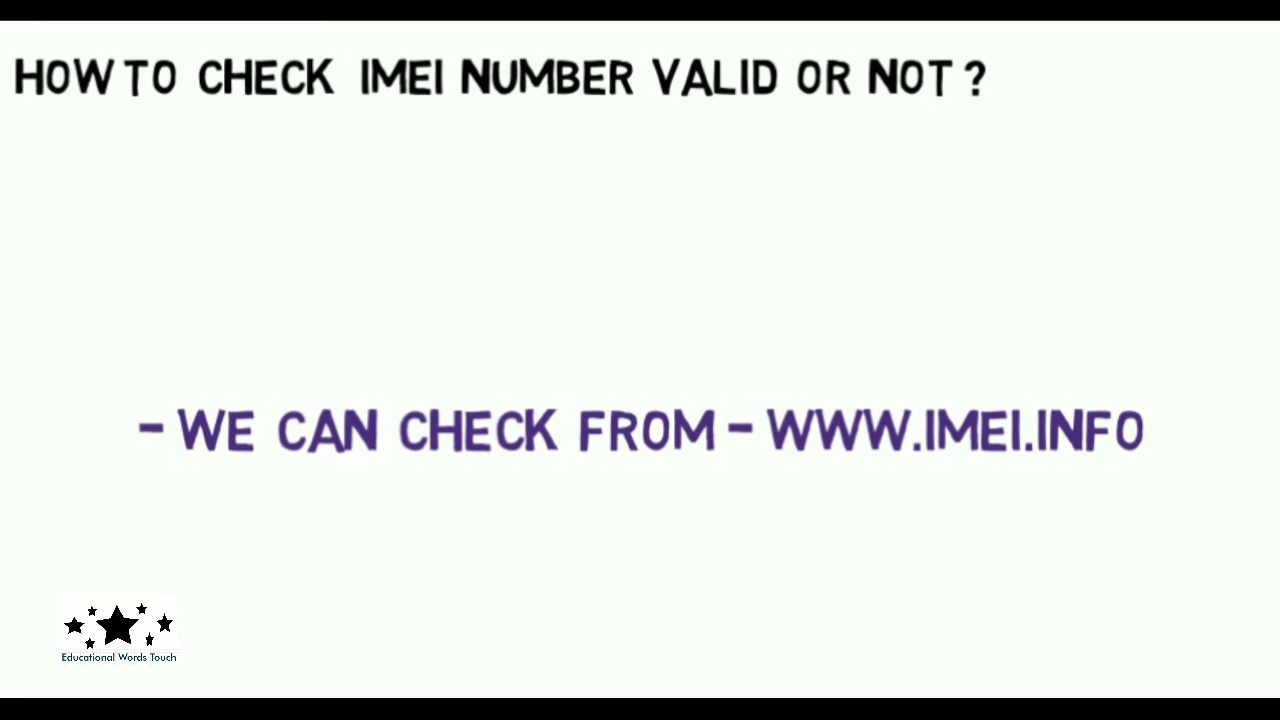 HOW TO CHECK IMEI NUMBER VALID OR NOT ?
- WE CAN CHECK FROM - WWW.IMEI.INFO
Educational Words Touch